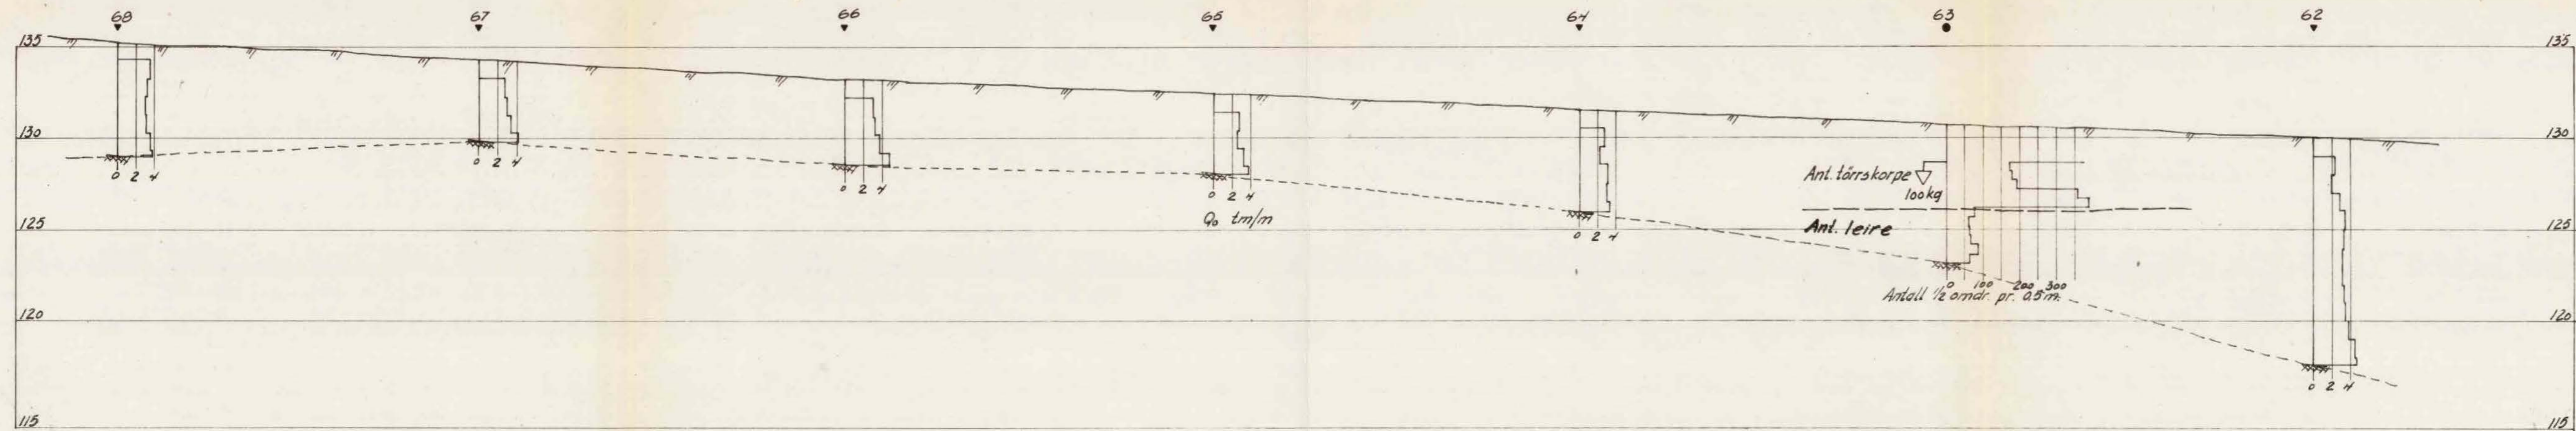 68 67 66 65 64 63 62
135 135
130 130
0 2 4
0 2 4
0 2 4
0 2 4
Q₀ tm/m
0 2 4
Ant. törrskorpe
100kg
Ant. leire
125 125
0 100 200 300
Antall 1/2 omdr. pr. 0.5 m.
120 120
0 2 4
115 115